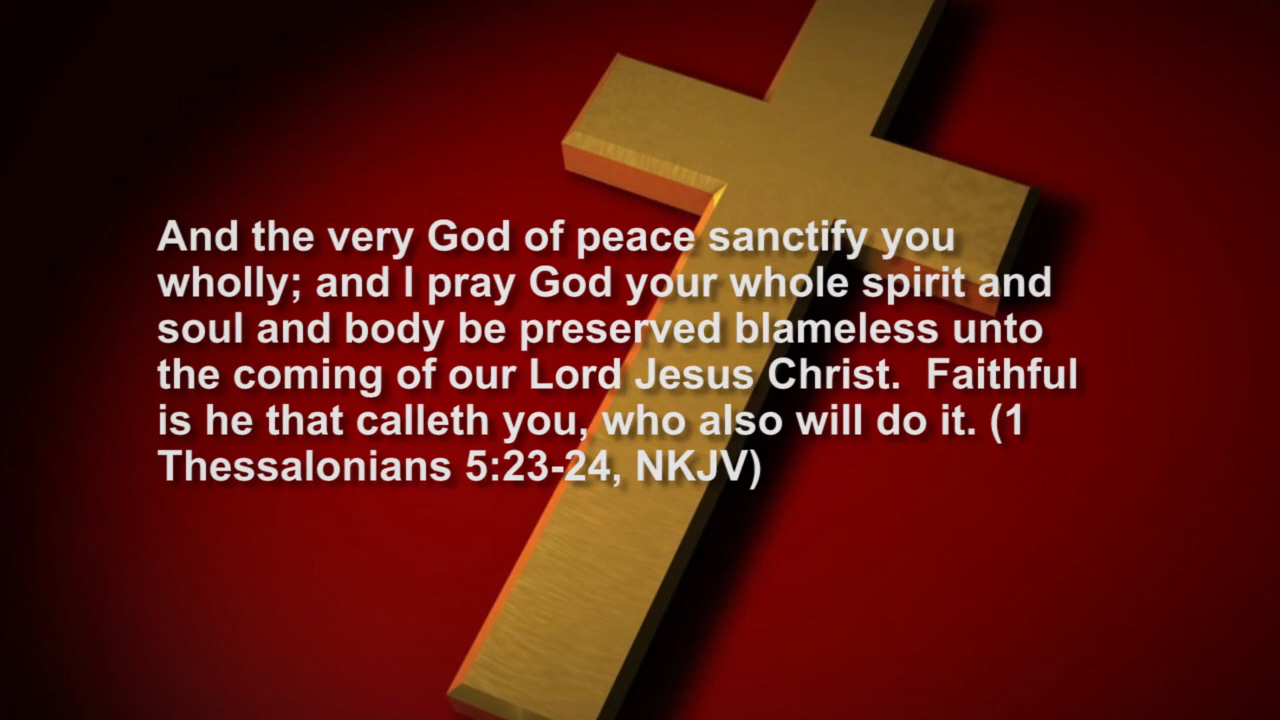 And the very God of peace sanctify you
wholly; and I pray God your whole spirit and
soul and body be preserved blameless unto
the coming of our Lord Jesus Christ.  Faithful
is he that calleth you, who also will do it. (1
Thessalonians 5:23-24, NKJV)